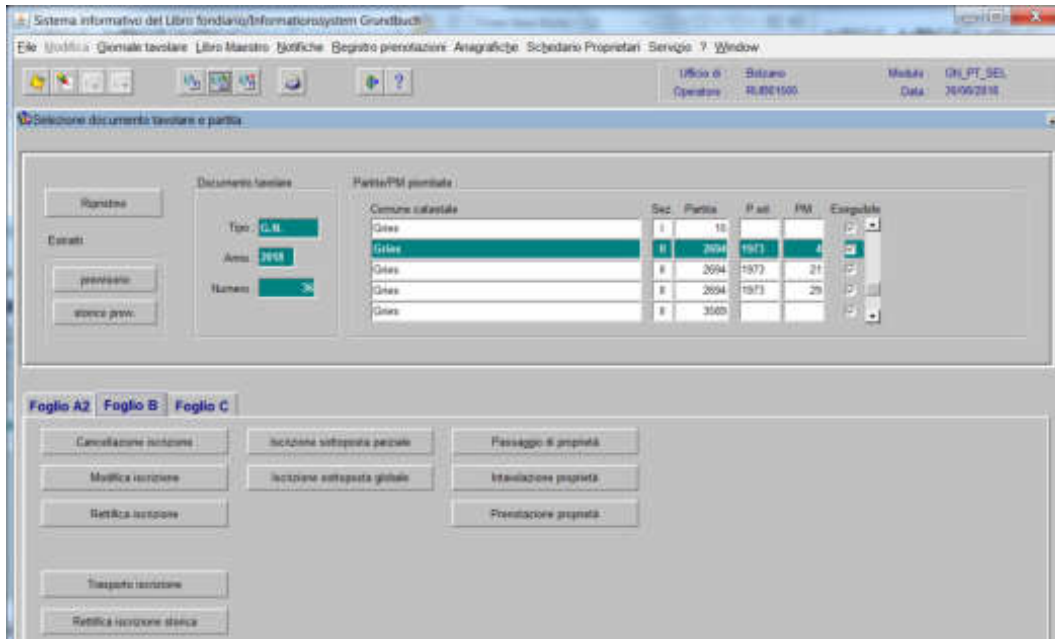 Sistema informativo del Libro fondiario/Informationssystem Grundbuch
File Modifica Giornale tavolare Libro Maestro Notifiche Registro prenotazioni Anagrafiche Schedario Proprietari Servizio ? Window
Ufficio di Bolzano Modulo GN_PT_SEL
Operatore Data
Selezione documento tavolare e partita
Documento tavolare Partita/PM piombata
Ripristino
Comune catastale Sez. Partita P.ed. PM Eseguibile
Tipo G.N. Gries I 10
Estratti
Gries II 2694 1973 4
Anno 2018
provvisorio Gries II 2694 1973 21
Numero 36 Gries II 2694 1973 29
storico provv. Gries II
Foglio A2 Foglio B Foglio C
Cancellazione iscrizione Iscrizione sottoposta parziale Passaggio di proprietà
Modifica iscrizione Iscrizione sottoposta globale Intavolazione proprietà
Rettifica iscrizione Prenotazione proprietà
Trasporto iscrizione
Rettifica iscrizione storica